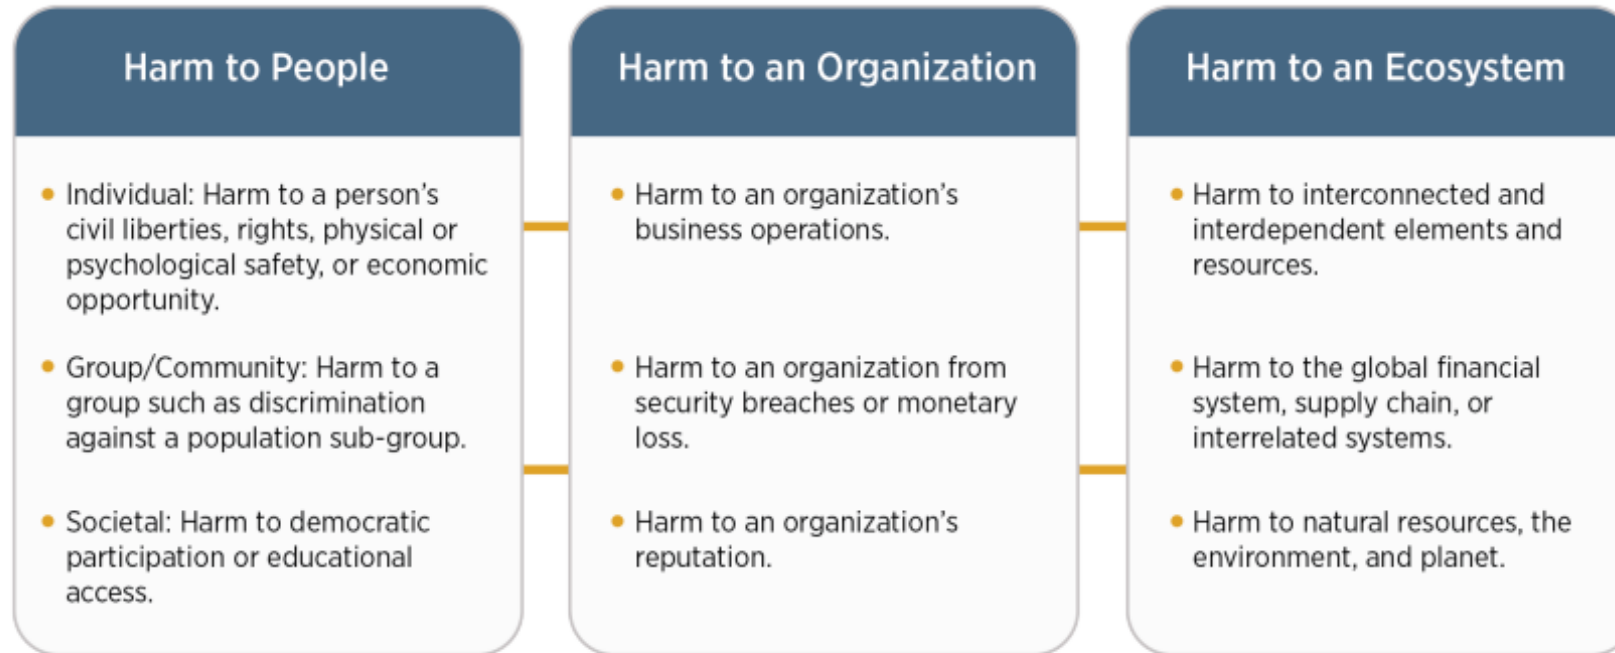 Harm to People
Individual: Harm to a person's
civil liberties, rights, physical or
psychological safety, or economic
opportunity.
Group/Community: Harm to a
group such as discrimination
against a population sub-group.
Societal: Harm to democratic
participation or educational
access.
Harm to an Organization
Harm to an organization's
business operations.
Harm to an organization from
security breaches or monetary
loss.
Harm to an organization's
reputation.
Harm to an Ecosystem
Harm to interconnected and
interdependent elements and
resources.
Harm to the global financial
system, supply chain, or
interrelated systems.
Harm to natural resources, the
environment, and planet.